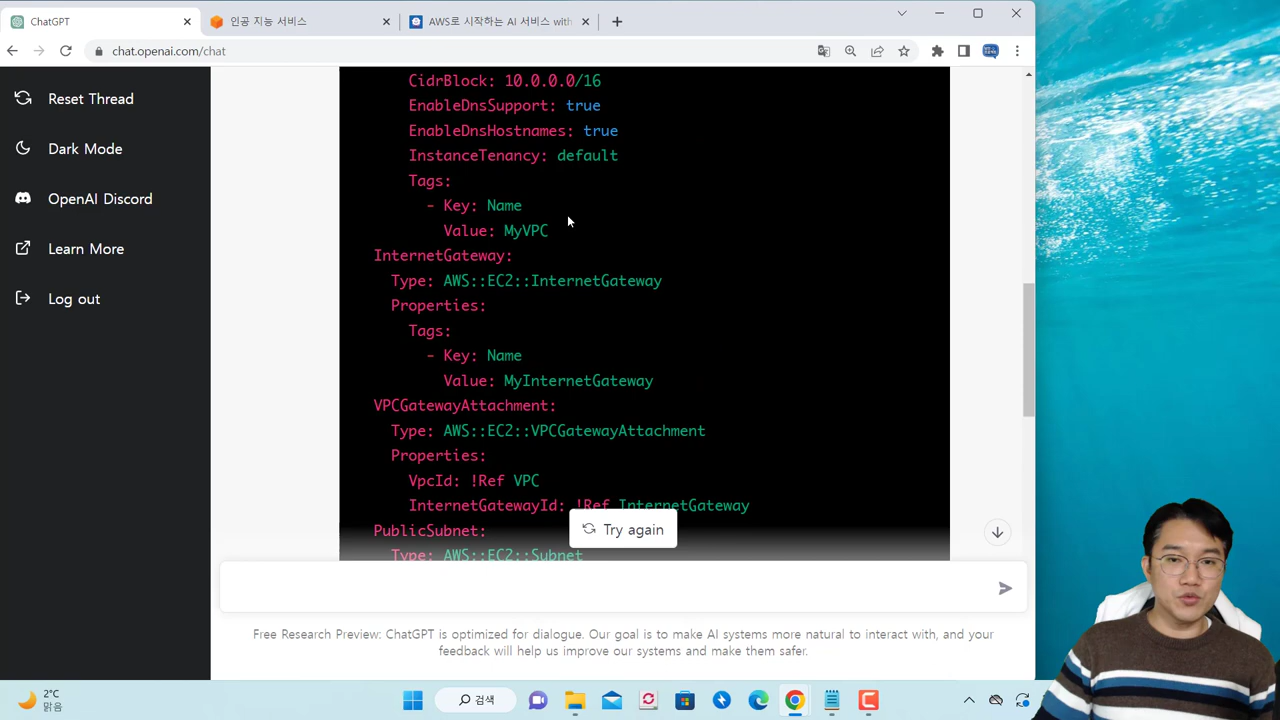 ChatGPT
인공 지능 서비스
AWS로 시작하는 AI 서비스 with
chat.openai.com/chat
Reset Thread
Dark Mode
OpenAI Discord
Learn More
Log out
CidrBlock: 10.0.0.0/16
EnableDnsSupport: true
EnableDnsHostnames: true
InstanceTenancy: default
Tags:
- Key: Name
Value: MyVPC
InternetGateway:
Type: AWS::EC2::InternetGateway
Properties:
Tags:
- Key: Name
Value: MyInternetGateway
VPCGatewayAttachment:
Type: AWS::EC2::VPCGatewayAttachment
Properties:
VpcId: !Ref VPC
InternetGatewayId: !Ref InternetGateway
PublicSubnet:
Type: AWS::EC2::Subnet
Try again
Free Research Preview: ChatGPT is optimized for dialogue. Our goal is to make AI systems more natural to interact with, and your
feedback will help us improve our systems and make them safer.
2°C
맑음
검색